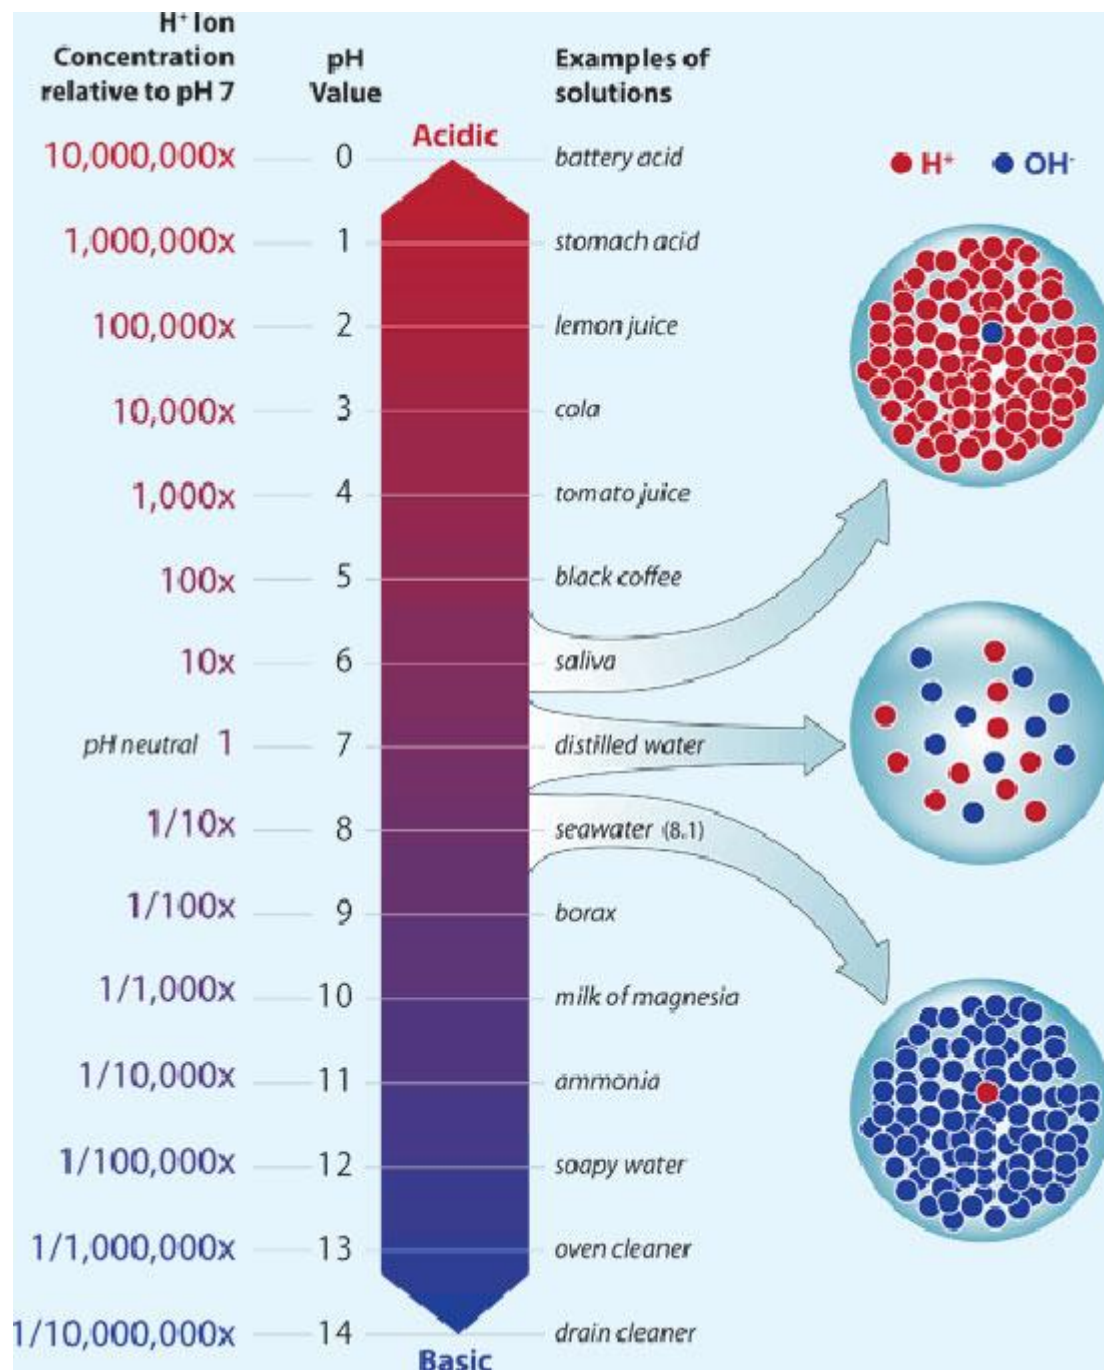 H⁺ Ion
Concentration
relative to pH 7
pH
Value
Examples of
solutions
Acidic
H⁺
OH⁻
10,000,000x 0 battery acid
1,000,000x 1 stomach acid
100,000x 2 lemon juice
10,000x 3 cola
1,000x 4 tomato juice
100x 5 black coffee
10x 6 saliva
pH neutral 1 7 distilled water
1/10x 8 seawater (8.1)
1/100x 9 borax
1/1,000x 10 milk of magnesia
1/10,000x 11 ammonia
1/100,000x 12 soapy water
1/1,000,000x 13 oven cleaner
1/10,000,000x 14 drain cleaner
Basic